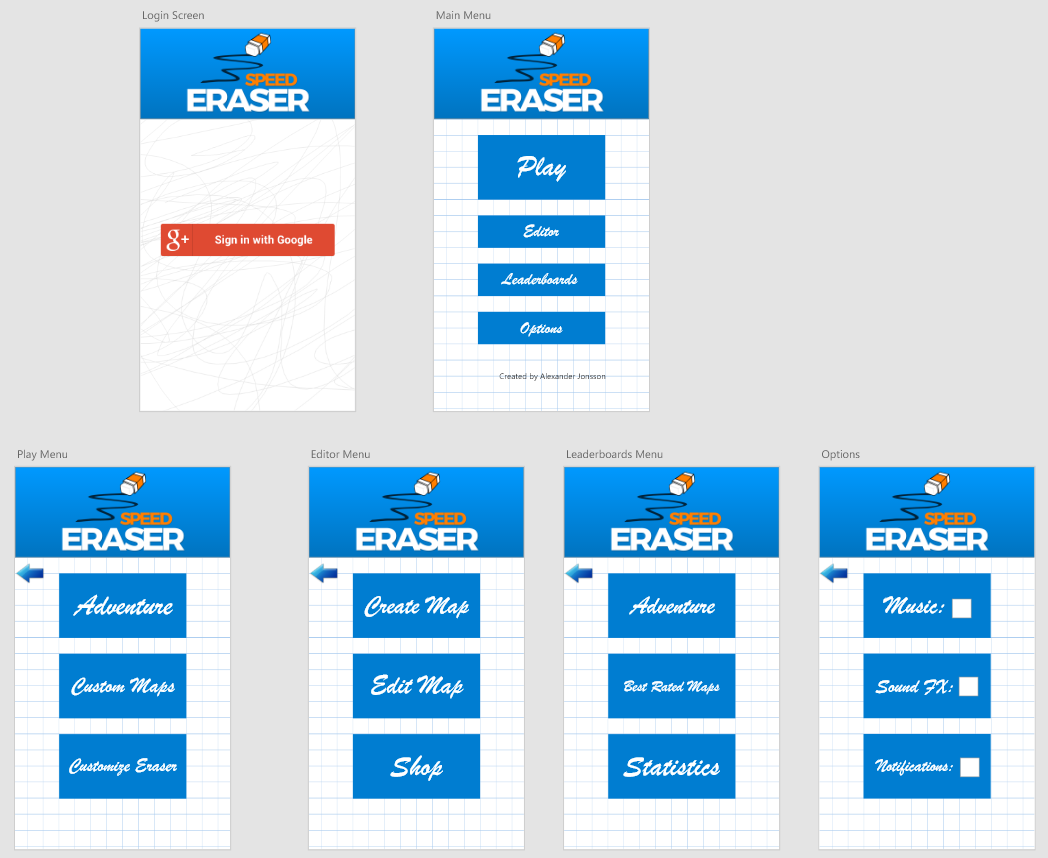 Login Screen
SPEED
ERASER
g+ Sign in with Google
Main Menu
SPEED
ERASER
Play
Editor
Leaderboards
Options
Created by Alexander Jonsson
Play Menu
SPEED
ERASER
Adventure
Custom Maps
Customize Eraser
Editor Menu
SPEED
ERASER
Create Map
Edit Map
Shop
Leaderboards Menu
SPEED
ERASER
Adventure
Best Rated Maps
Statistics
Options
SPEED
ERASER
Music:
Sound FX:
Notifications: